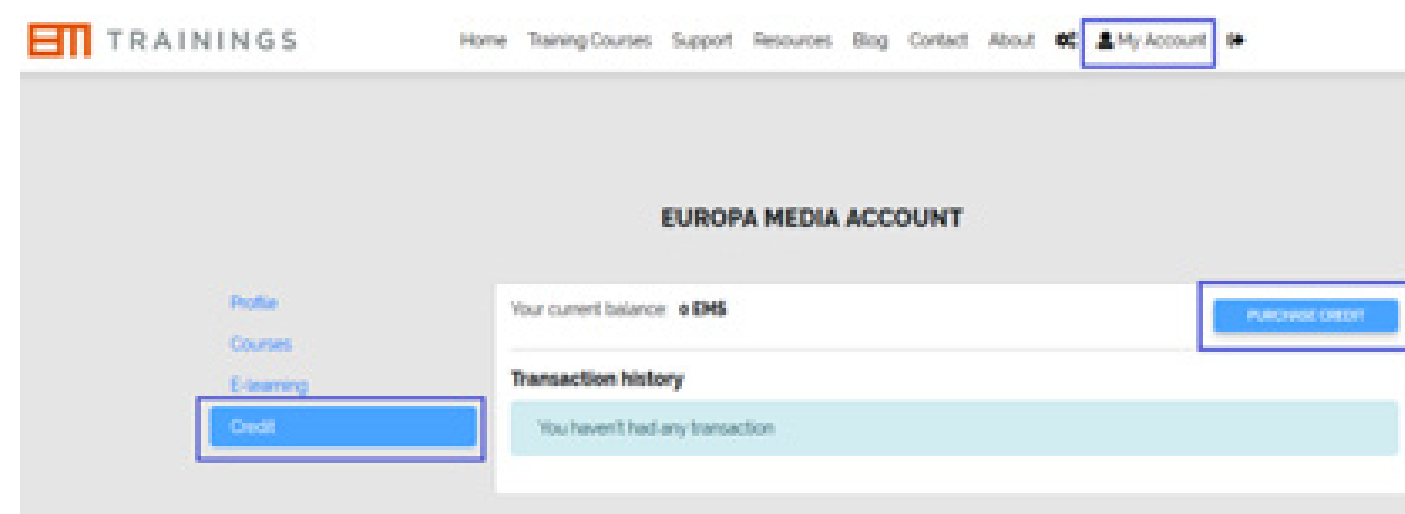 EM TRAININGS
Home Training Courses Support Resources Blog Contact About My Account
EUROPA MEDIA ACCOUNT
Profile
Courses
E-learning
Credit
Your current balance 0 EMS
PURCHASE CREDIT
Transaction history
You haven't had any transaction